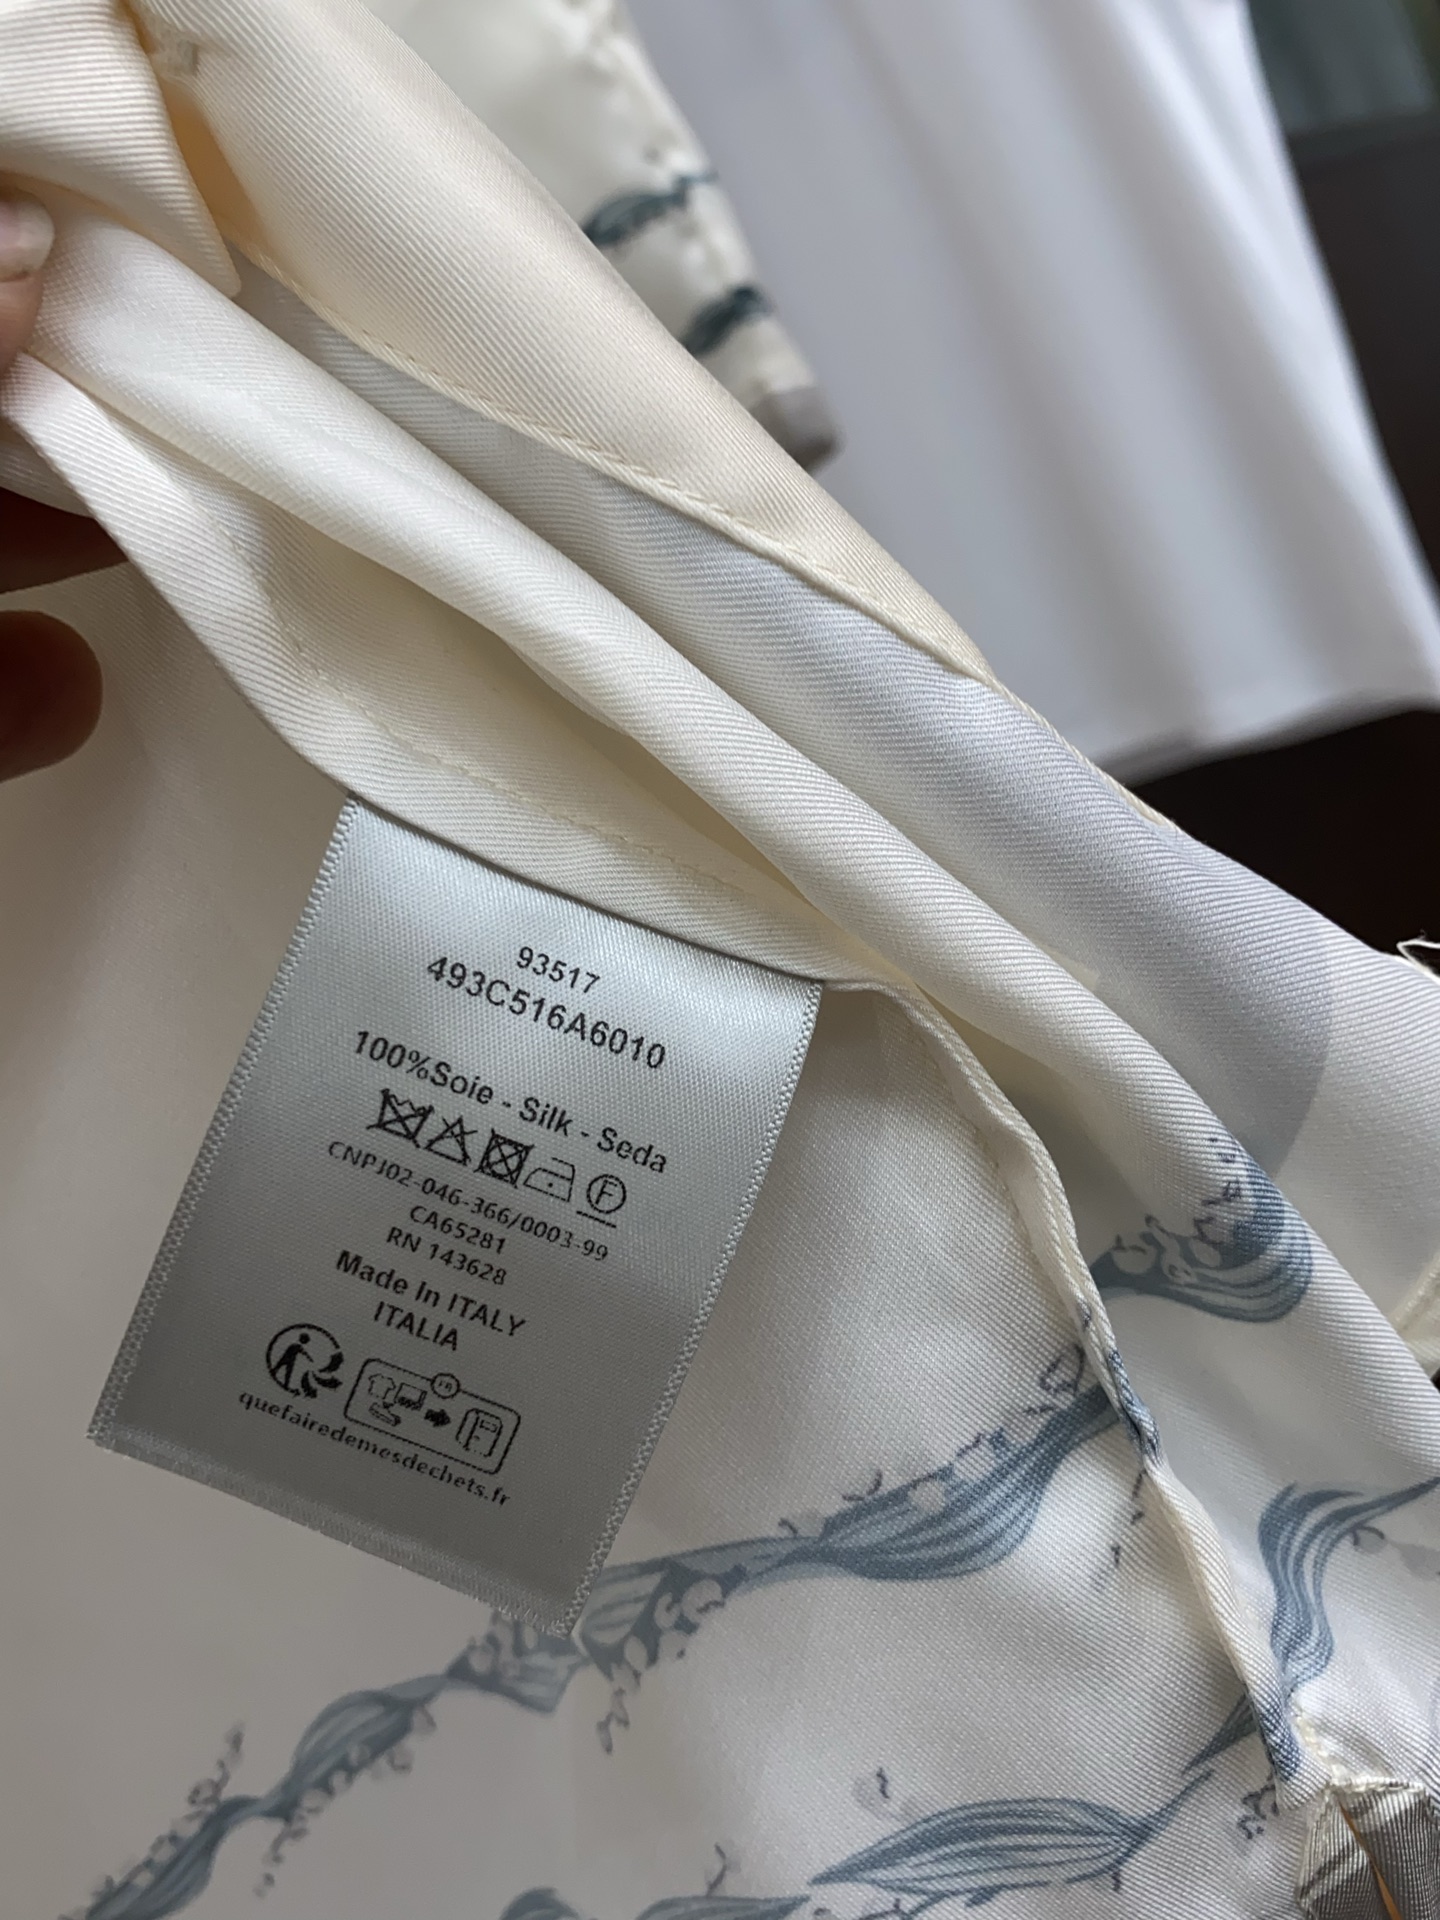 93517
493C516A6010
100%Soie - Silk - Seda
F
CNPJ02-046-366/0003-99
CA65281
RN 143628
Made In ITALY
ITALIA
FR
quefairedemesdechets.fr